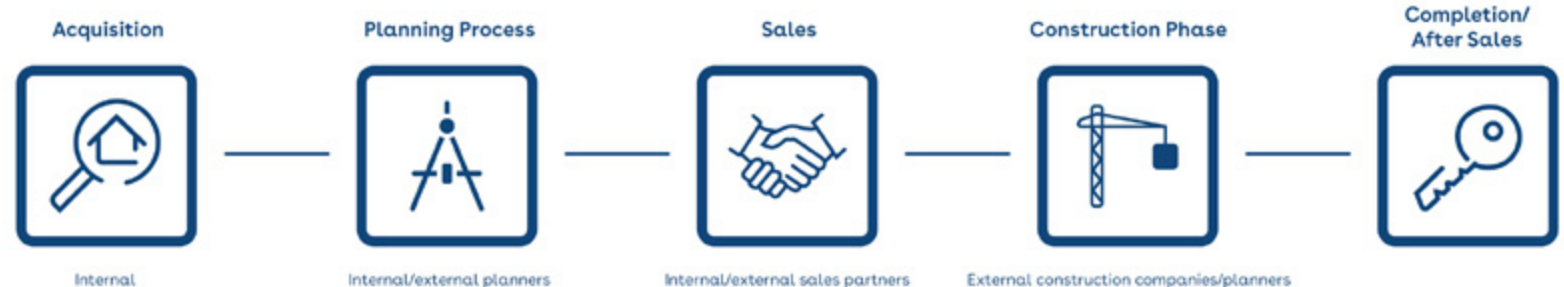 Acquisition
Planning Process
Sales
Construction Phase
Completion/
After Sales
Internal
Internal/external planners
Internal/external sales partners
External construction companies/planners